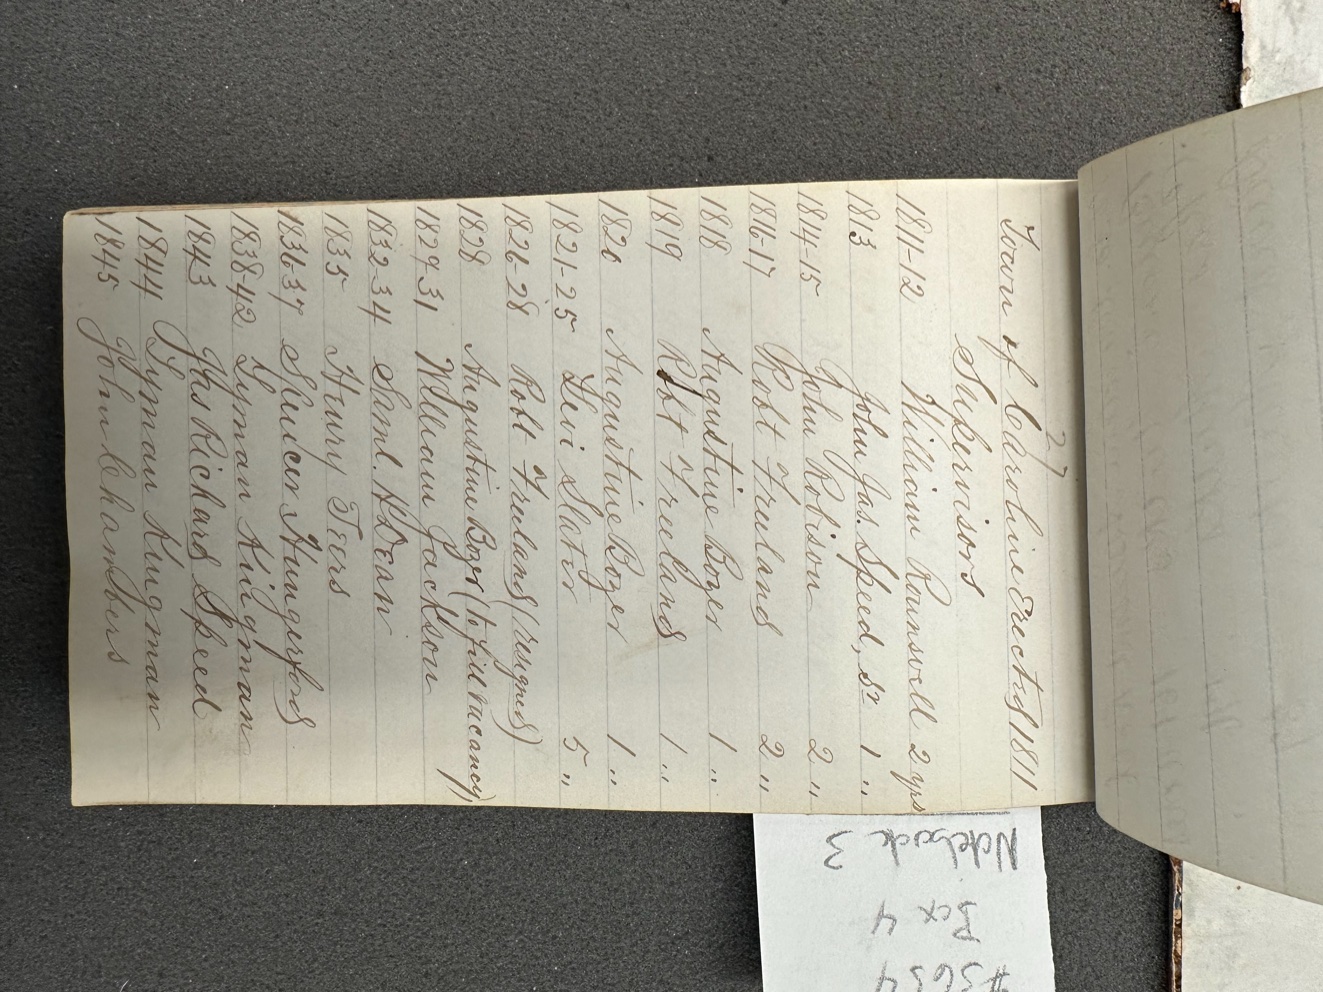 27
Town of Caroline Erected 1811
Supervisors
1811-12 William Rounsvell 2 yrs
1813 John Jas. Speed, Sr 1 "
1814-15 John Robison 2 "
1816-17 Robt Freeland 2 "
1818 Augustine Bozer 1 "
1819 Robt Freeland 1 "
1820 Augustine Bozer 1 "
1821-25 Levi Slater 5 "
1826-28 Robt Freeland (resigned)
1828 Augustine Bozer (to fill vacancy)
1829-31 William Jackson
1832-34 Saml. H Dean
1835 Henry Teers
1836-37 Spencer Hungerford
1838-42 Lyman Kingman
1843 Jas Richard Speed
1844 Lyman Kingman
1845 John Chambers
#3654
Box 4
Notebook 3